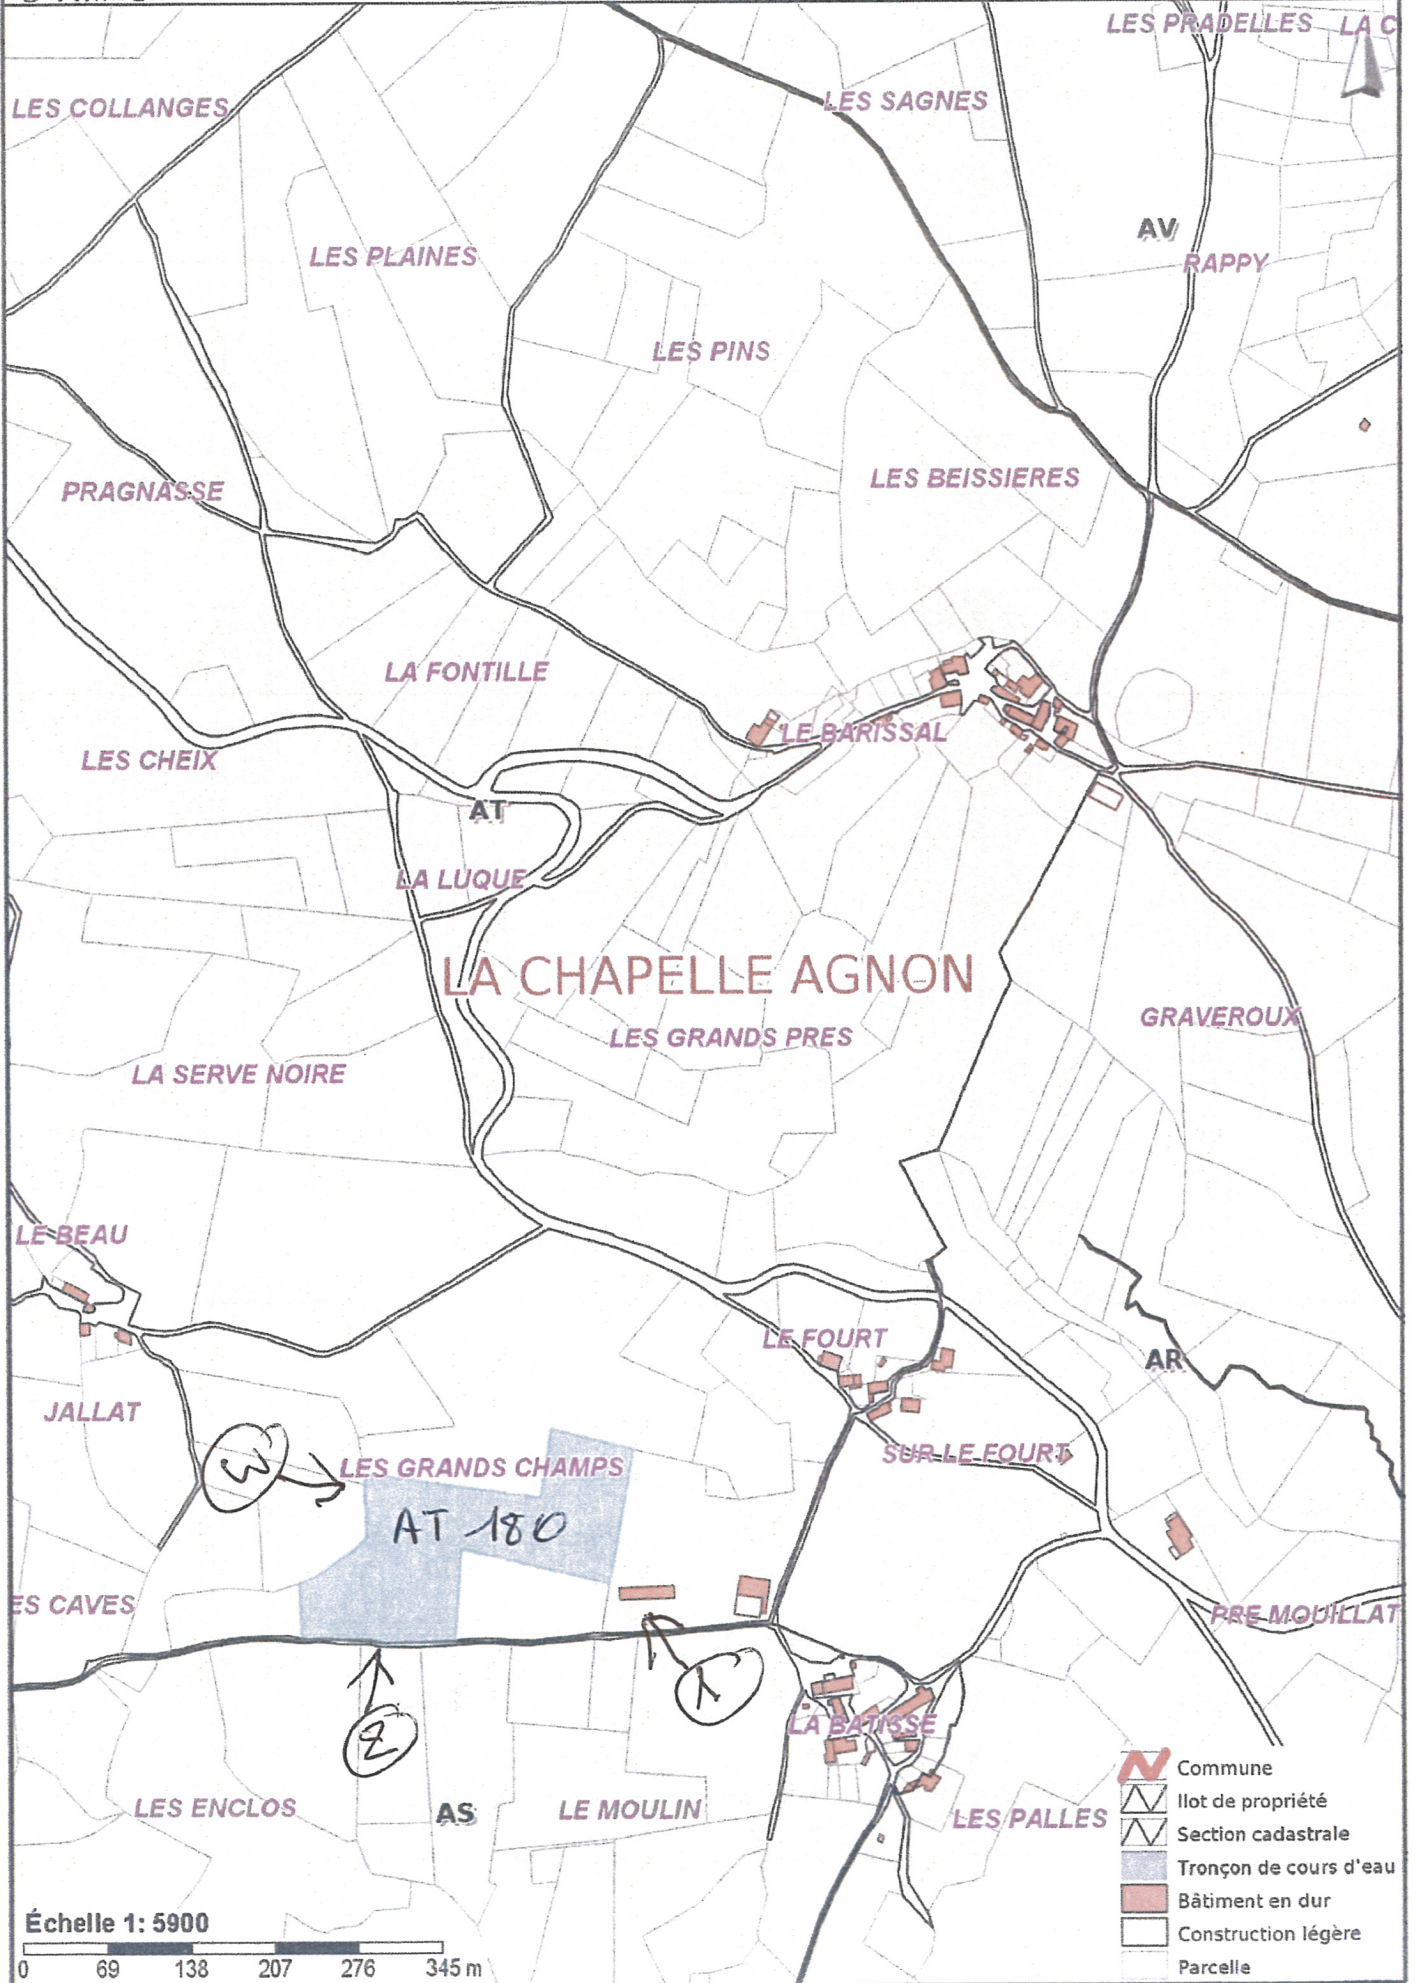 LES PRADELLES LA C
LES COLLANGES
LES SAGNES
AV
LES PLAINES
RAPPY
LES PINS
LES BEISSIERES
PRAGNASSE
LA FONTILLE
LE BARISSAL
LES CHEIX
AT
LA LUQUE
LA CHAPELLE AGNON
GRAVEROUX
LES GRANDS PRES
LA SERVE NOIRE
LE BEAU
LE FOURT
AR
JALLAT
SUR LE FOURT
3
LES GRANDS CHAMPS
AT 180
ES CAVES
PRE MOUILLAT
1
2
LA BATISSE
LES ENCLOS
AS
LE MOULIN
LES PALLES
Commune
Ilot de propriété
Section cadastrale
Tronçon de cours d'eau
Bâtiment en dur
Construction légère
Parcelle
Échelle 1: 5900
0 69 138 207 276 345 m